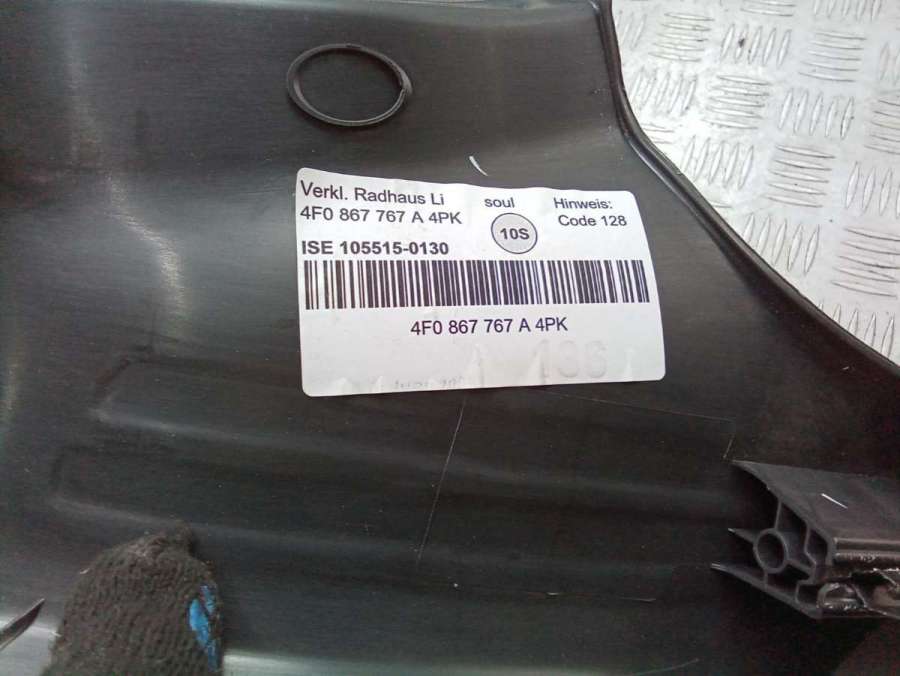 Verkl. Radhaus Li
4F0 867 767 A 4PK
soul
10S
Hinweis:
Code 128
ISE 105515-0130
4F0 867 767 A 4PK